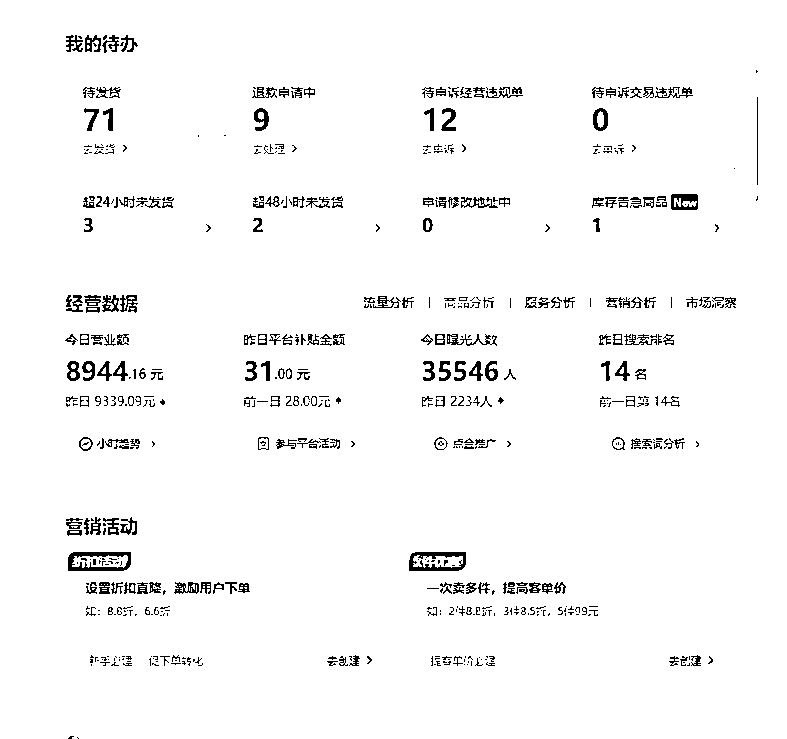 我的待办
待发货 退款申请中 待申诉经营违规单 待申诉交易违规单
71 9 12 0
去发货 > 去处理 > 去申诉 > 去申诉 >
超24小时未发货 超48小时未发货 申请修改地址中 库存告急商品 New
3 > 2 > 0 > 1 >
经营数据 流量分析 | 商品分析 | 服务分析 | 营销分析 | 市场洞察
今日营业额 昨日平台补贴金额 今日曝光人数 昨日搜索排名
8944.16 元 31.00 元 35546 人 14 名
昨日 9339.09元 前一日 28.00元 昨日 2234人 前一日第 14名
小时趋势 > 参与平台活动 > 点金推广 > 搜索词分析 >
营销活动
折扣活动 多件优惠
设置折扣直降，激励用户下单 一次卖多件，提高客单价
如：8.8折，6.6折 如：2件8.8折，3件8.5折，5件99元
新手必建 促下单转化 去创建 > 提客单价必建 去创建 >